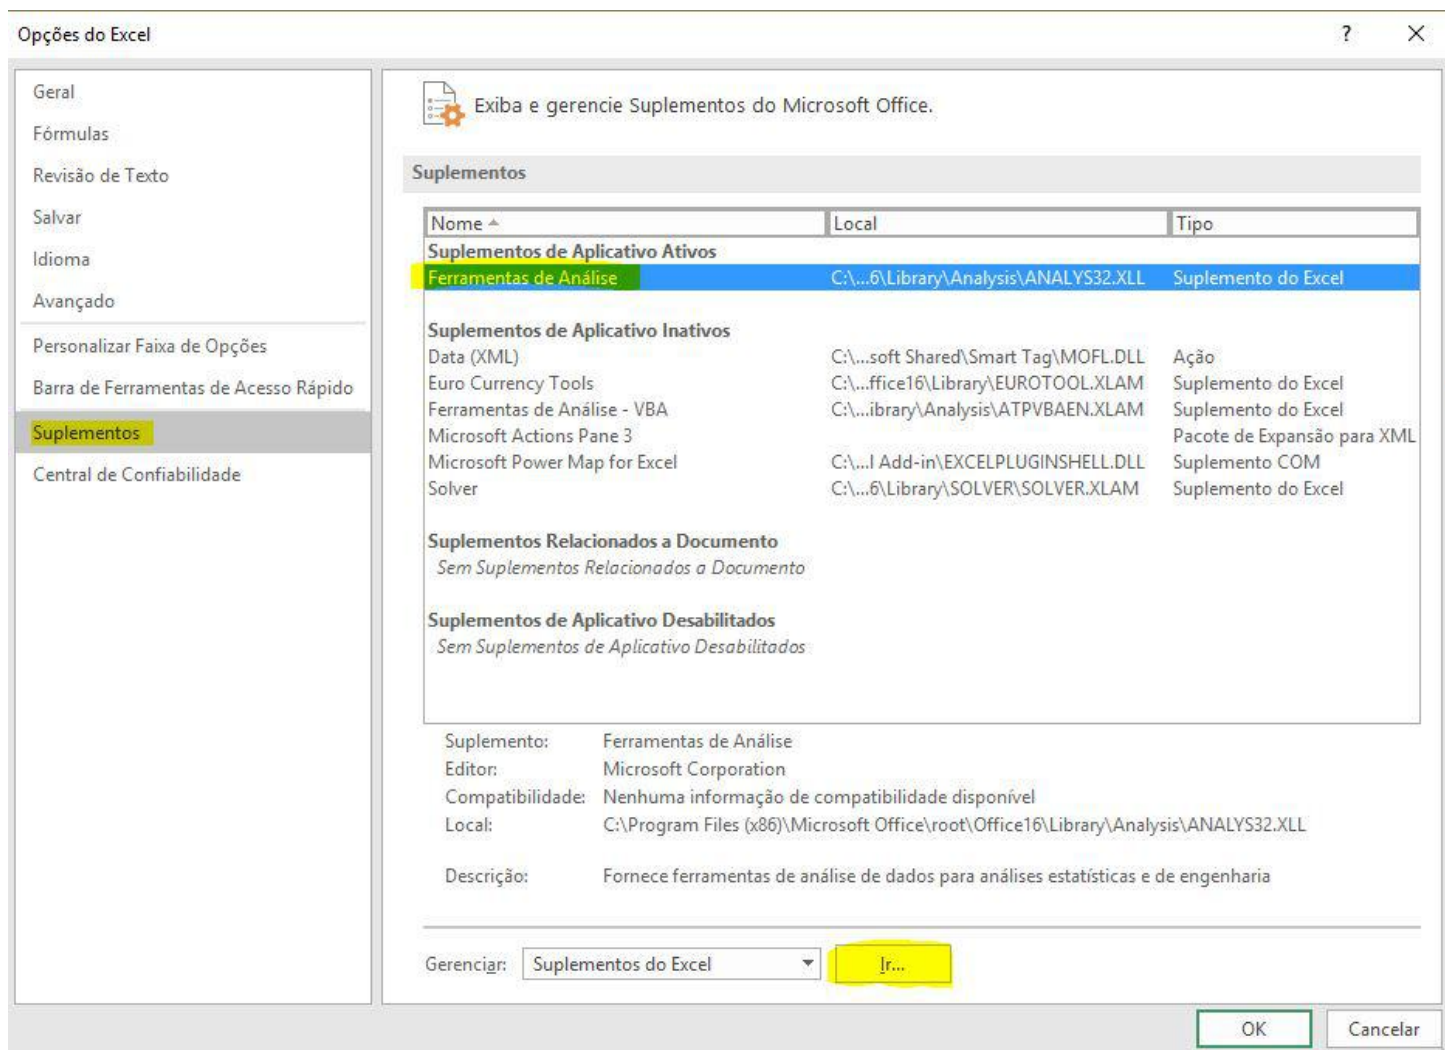 Opções do Excel ?
Geral
Fórmulas
Revisão de Texto
Salvar
Idioma
Avançado
Personalizar Faixa de Opções
Barra de Ferramentas de Acesso Rápido
Suplementos
Central de Confiabilidade
Exiba e gerencie Suplementos do Microsoft Office.
Suplementos
Nome Local Tipo
Suplementos de Aplicativo Ativos
Ferramentas de Análise C:\...6\Library\Analysis\ANALYS32.XLL Suplemento do Excel
Suplementos de Aplicativo Inativos
Data (XML) C:\...soft Shared\Smart Tag\MOFL.DLL Ação
Euro Currency Tools C:\...ffice16\Library\EUROTOOL.XLAM Suplemento do Excel
Ferramentas de Análise - VBA C:\...ibrary\Analysis\ATPVBAEN.XLAM Suplemento do Excel
Microsoft Actions Pane 3 Pacote de Expansão para XML
Microsoft Power Map for Excel C:\...l Add-in\EXCELPLUGINSHELL.DLL Suplemento COM
Solver C:\...6\Library\SOLVER\SOLVER.XLAM Suplemento do Excel
Suplementos Relacionados a Documento
Sem Suplementos Relacionados a Documento
Suplementos de Aplicativo Desabilitados
Sem Suplementos de Aplicativo Desabilitados
Suplemento: Ferramentas de Análise
Editor: Microsoft Corporation
Compatibilidade: Nenhuma informação de compatibilidade disponível
Local: C:\Program Files (x86)\Microsoft Office\root\Office16\Library\Analysis\ANALYS32.XLL
Descrição: Fornece ferramentas de análise de dados para análises estatísticas e de engenharia
Gerenciar: Suplementos do Excel Ir...
OK Cancelar